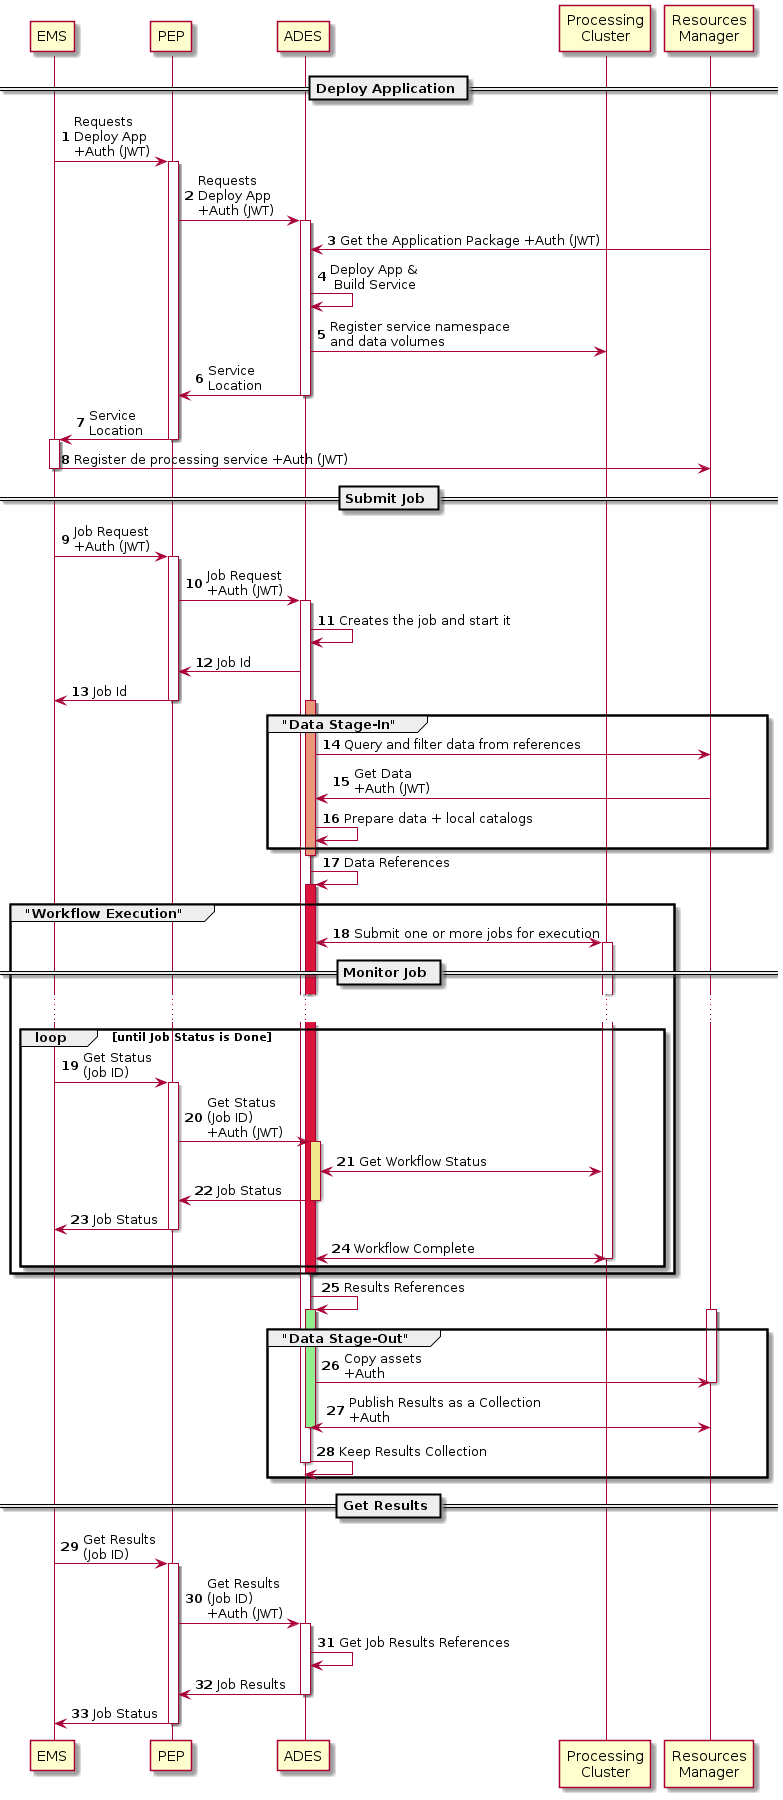 EMS
PEP
ADES
Processing
Cluster
Resources
Manager
Deploy Application
Requests
1 Deploy App
+Auth (JWT)
Requests
2 Deploy App
+Auth (JWT)
3 Get the Application Package +Auth (JWT)
4 Deploy App &
Build Service
5 Register service namespace
and data volumes
6 Service
Location
7 Service
Location
8 Register de processing service +Auth (JWT)
Submit Job
9 Job Request
+Auth (JWT)
10 Job Request
+Auth (JWT)
11 Creates the job and start it
12 Job Id
13 Job Id
"Data Stage-In"
14 Query and filter data from references
15 Get Data
+Auth (JWT)
16 Prepare data + local catalogs
17 Data References
"Workflow Execution"
18 Submit one or more jobs for execution
Monitor Job
loop [until Job Status is Done]
19 Get Status
(Job ID)
Get Status
20 (Job ID)
+Auth (JWT)
21 Get Workflow Status
22 Job Status
23 Job Status
24 Workflow Complete
25 Results References
"Data Stage-Out"
26 Copy assets
+Auth
27 Publish Results as a Collection
+Auth
28 Keep Results Collection
Get Results
29 Get Results
(Job ID)
Get Results
30 (Job ID)
+Auth (JWT)
31 Get Job Results References
32 Job Results
33 Job Status
EMS
PEP
ADES
Processing
Cluster
Resources
Manager